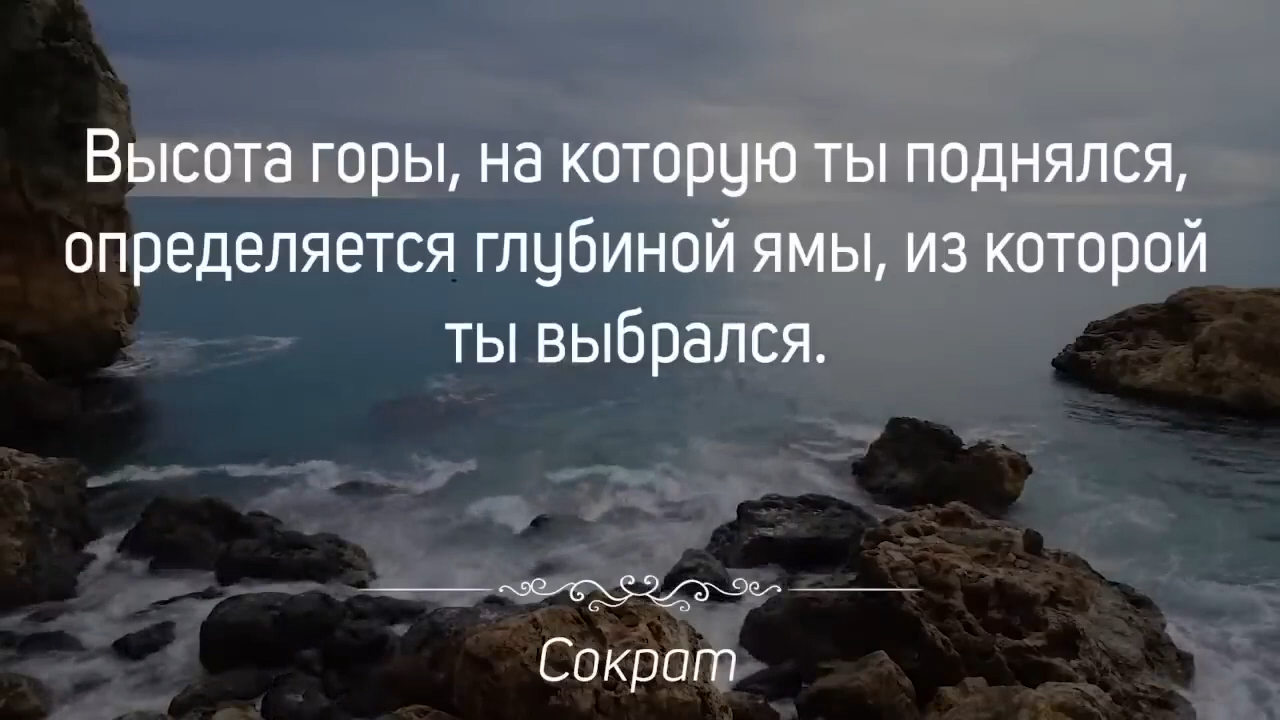 Высота горы, на которую ты поднялся,
определяется глубиной ямы, из которой
ты выбрался.
Сократ